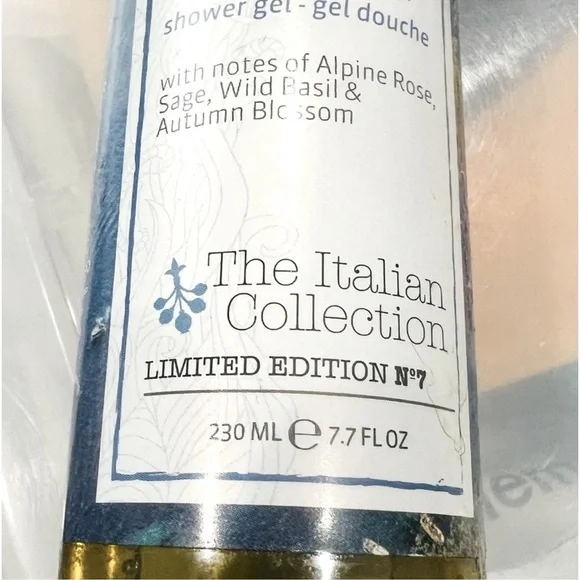 shower gel - gel douche
with notes of Alpine Rose,
Sage, Wild Basil &
Autumn Blossom
The Italian
Collection
LIMITED EDITION Nº7
230 ML ℮ 7.7 FL OZ